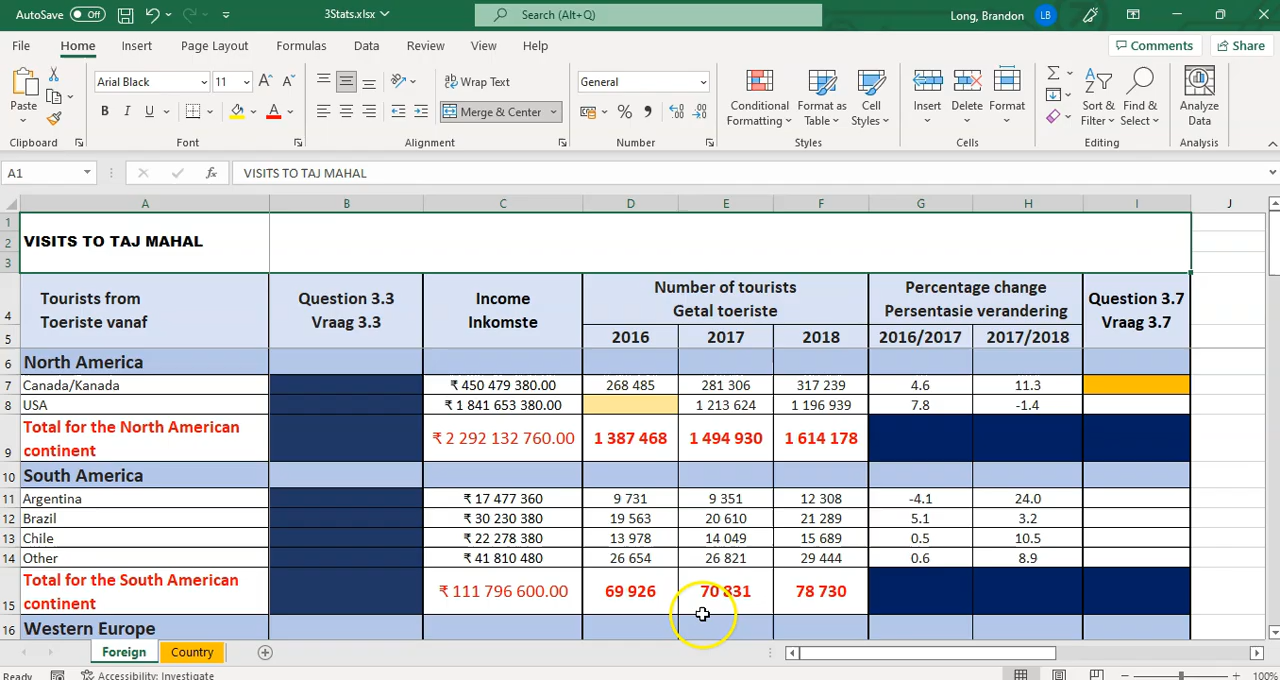 AutoSave Off 3Stats.xlsx Search (Alt+Q) Long, Brandon LB
File Home Insert Page Layout Formulas Data Review View Help Comments Share
Paste Arial Black 11 Wrap Text General Conditional Formatting Format as Table Cell Styles Insert Delete Format Sort & Filter Find & Select Analyze Data
Merge & Center
Clipboard Font Alignment Number Styles Cells Editing Analysis
A1 fx VISITS TO TAJ MAHAL
A B C D E F G H I J
1
2 VISITS TO TAJ MAHAL
3
4 Tourists from Toeriste vanaf Question 3.3 Vraag 3.3 Income Inkomste Number of tourists Getal toeriste Percentage change Persentasie verandering Question 3.7 Vraag 3.7
5 2016 2017 2018 2016/2017 2017/2018
6 North America
7 Canada/Kanada ₹ 450 479 380.00 268 485 281 306 317 239 4.6 11.3
8 USA ₹ 1 841 653 380.00 1 213 624 1 196 939 7.8 -1.4
9 Total for the North American continent ₹ 2 292 132 760.00 1 387 468 1 494 930 1 614 178
10 South America
11 Argentina ₹ 17 477 360 9 731 9 351 12 308 -4.1 24.0
12 Brazil ₹ 30 230 380 19 563 20 610 21 289 5.1 3.2
13 Chile ₹ 22 278 380 13 978 14 049 15 689 0.5 10.5
14 Other ₹ 41 810 480 26 654 26 821 29 444 0.6 8.9
15 Total for the South American continent ₹ 111 796 600.00 69 926 70 831 78 730
16 Western Europe
Foreign Country
Ready Accessibility: Investigate 100%